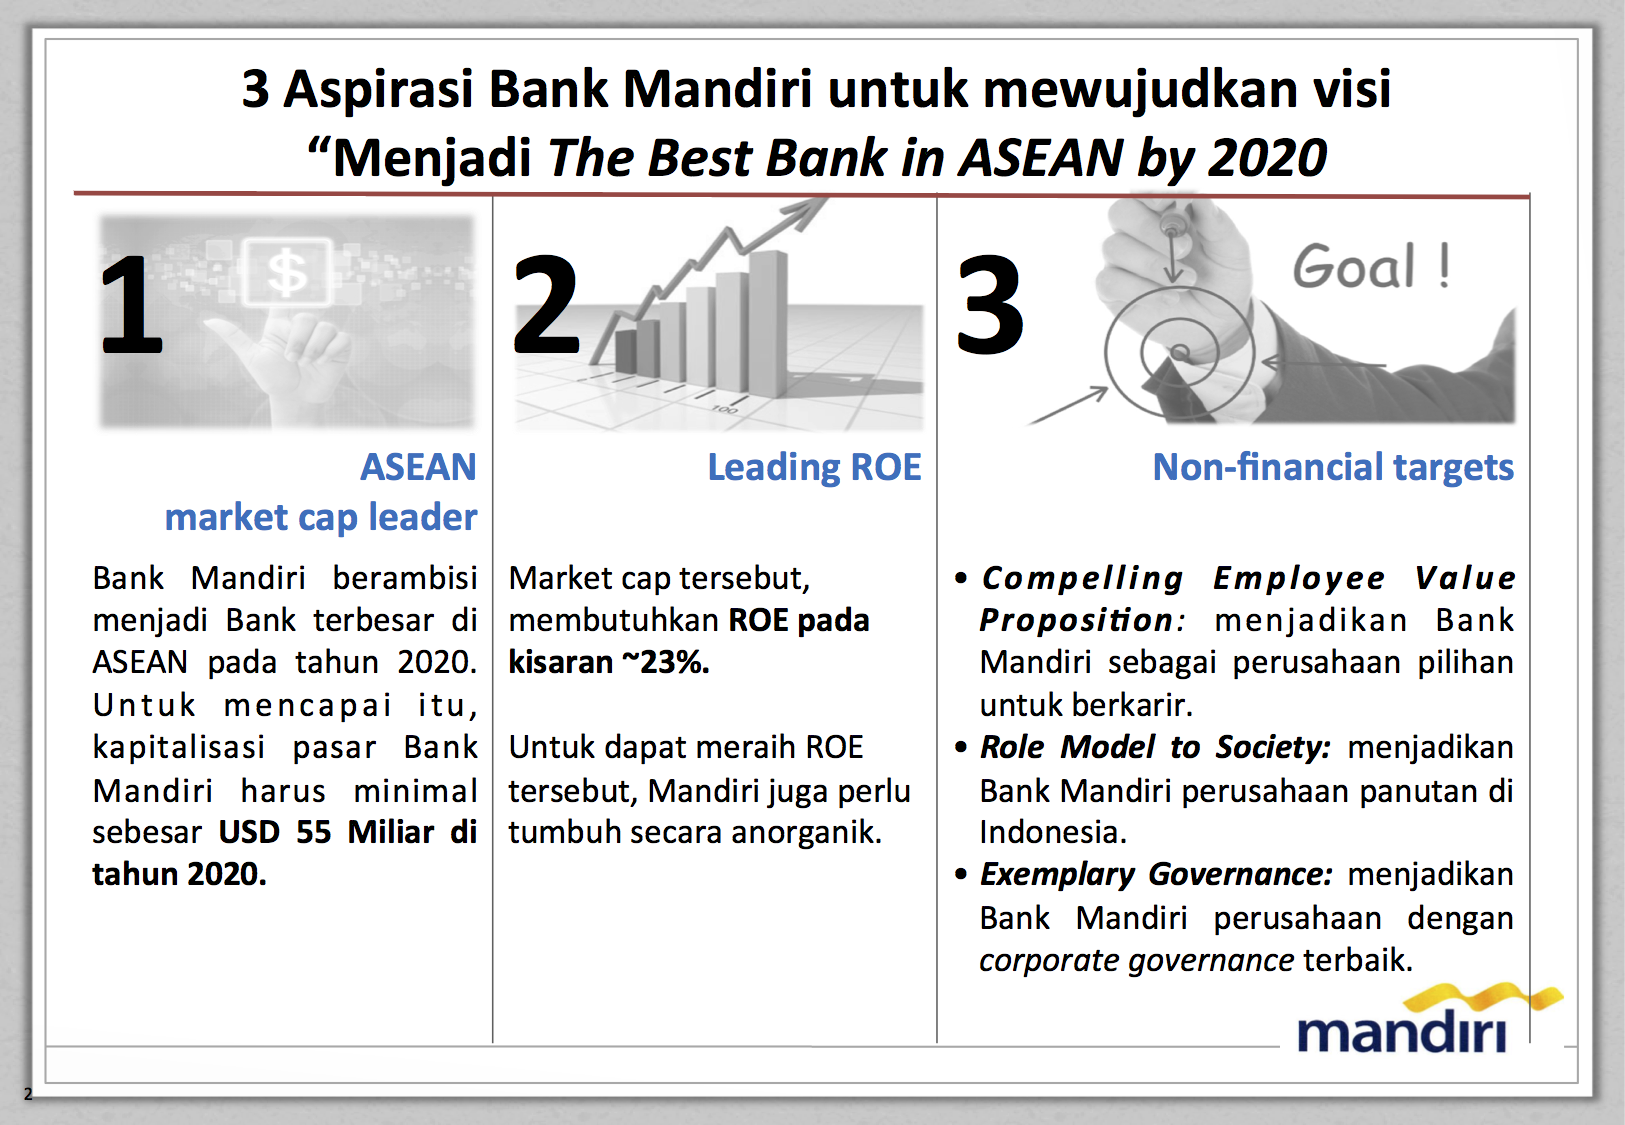 3 Aspirasi Bank Mandiri untuk mewujudkan visi
“Menjadi The Best Bank in ASEAN by 2020
1
$
ASEAN
market cap leader
Bank Mandiri berambisi
menjadi Bank terbesar di
ASEAN pada tahun 2020.
Untuk mencapai itu,
kapitalisasi pasar Bank
Mandiri harus minimal
sebesar USD 55 Miliar di
tahun 2020.
2
100
Leading ROE
Market cap tersebut,
membutuhkan ROE pada
kisaran ~23%.
Untuk dapat meraih ROE
tersebut, Mandiri juga perlu
tumbuh secara anorganik.
3
Goal !
Non-financial targets
• Compelling Employee Value
Proposition: menjadikan Bank
Mandiri sebagai perusahaan pilihan
untuk berkarir.
• Role Model to Society: menjadikan
Bank Mandiri perusahaan panutan di
Indonesia.
• Exemplary Governance: menjadikan
Bank Mandiri perusahaan dengan
corporate governance terbaik.
mandiri
2